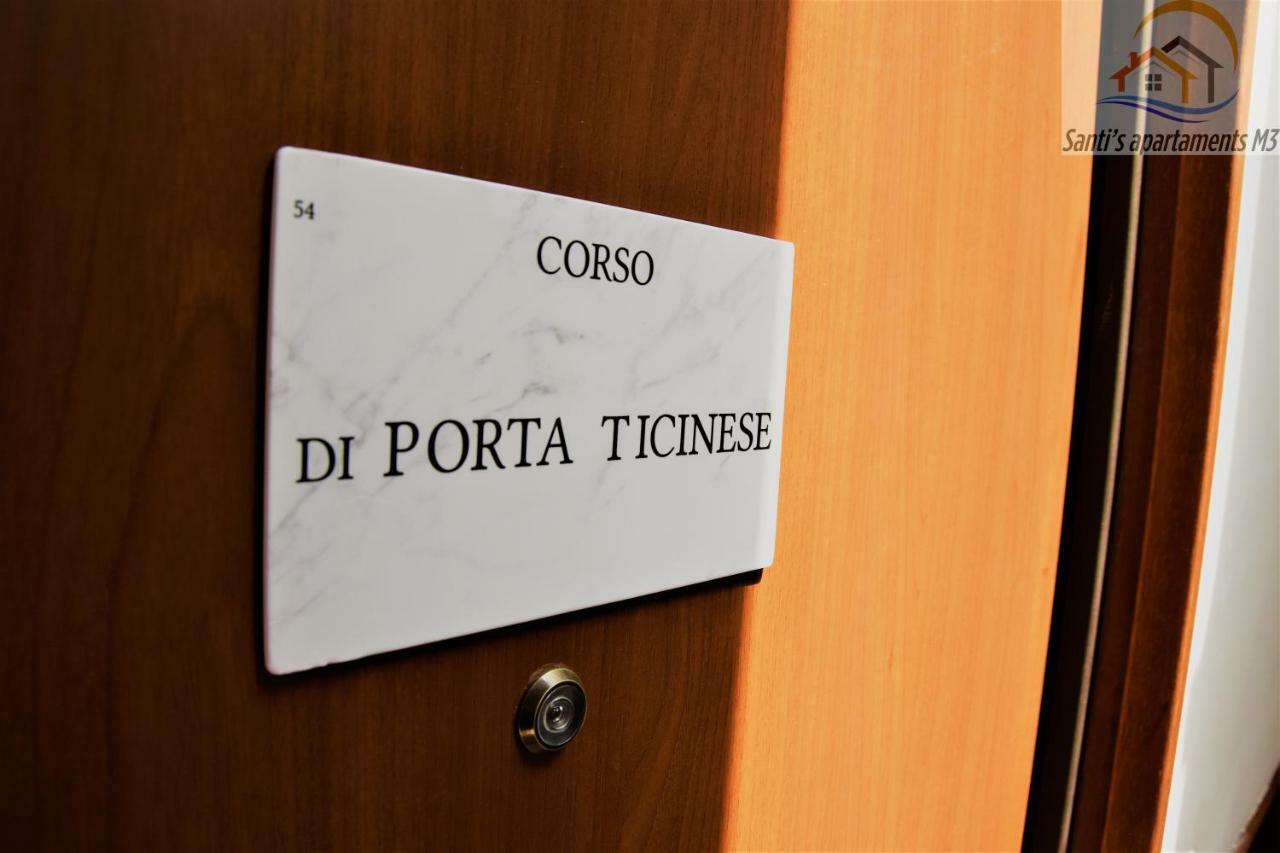 Santi's apartaments M3
54
CORSO
DI PORTA TICINESE